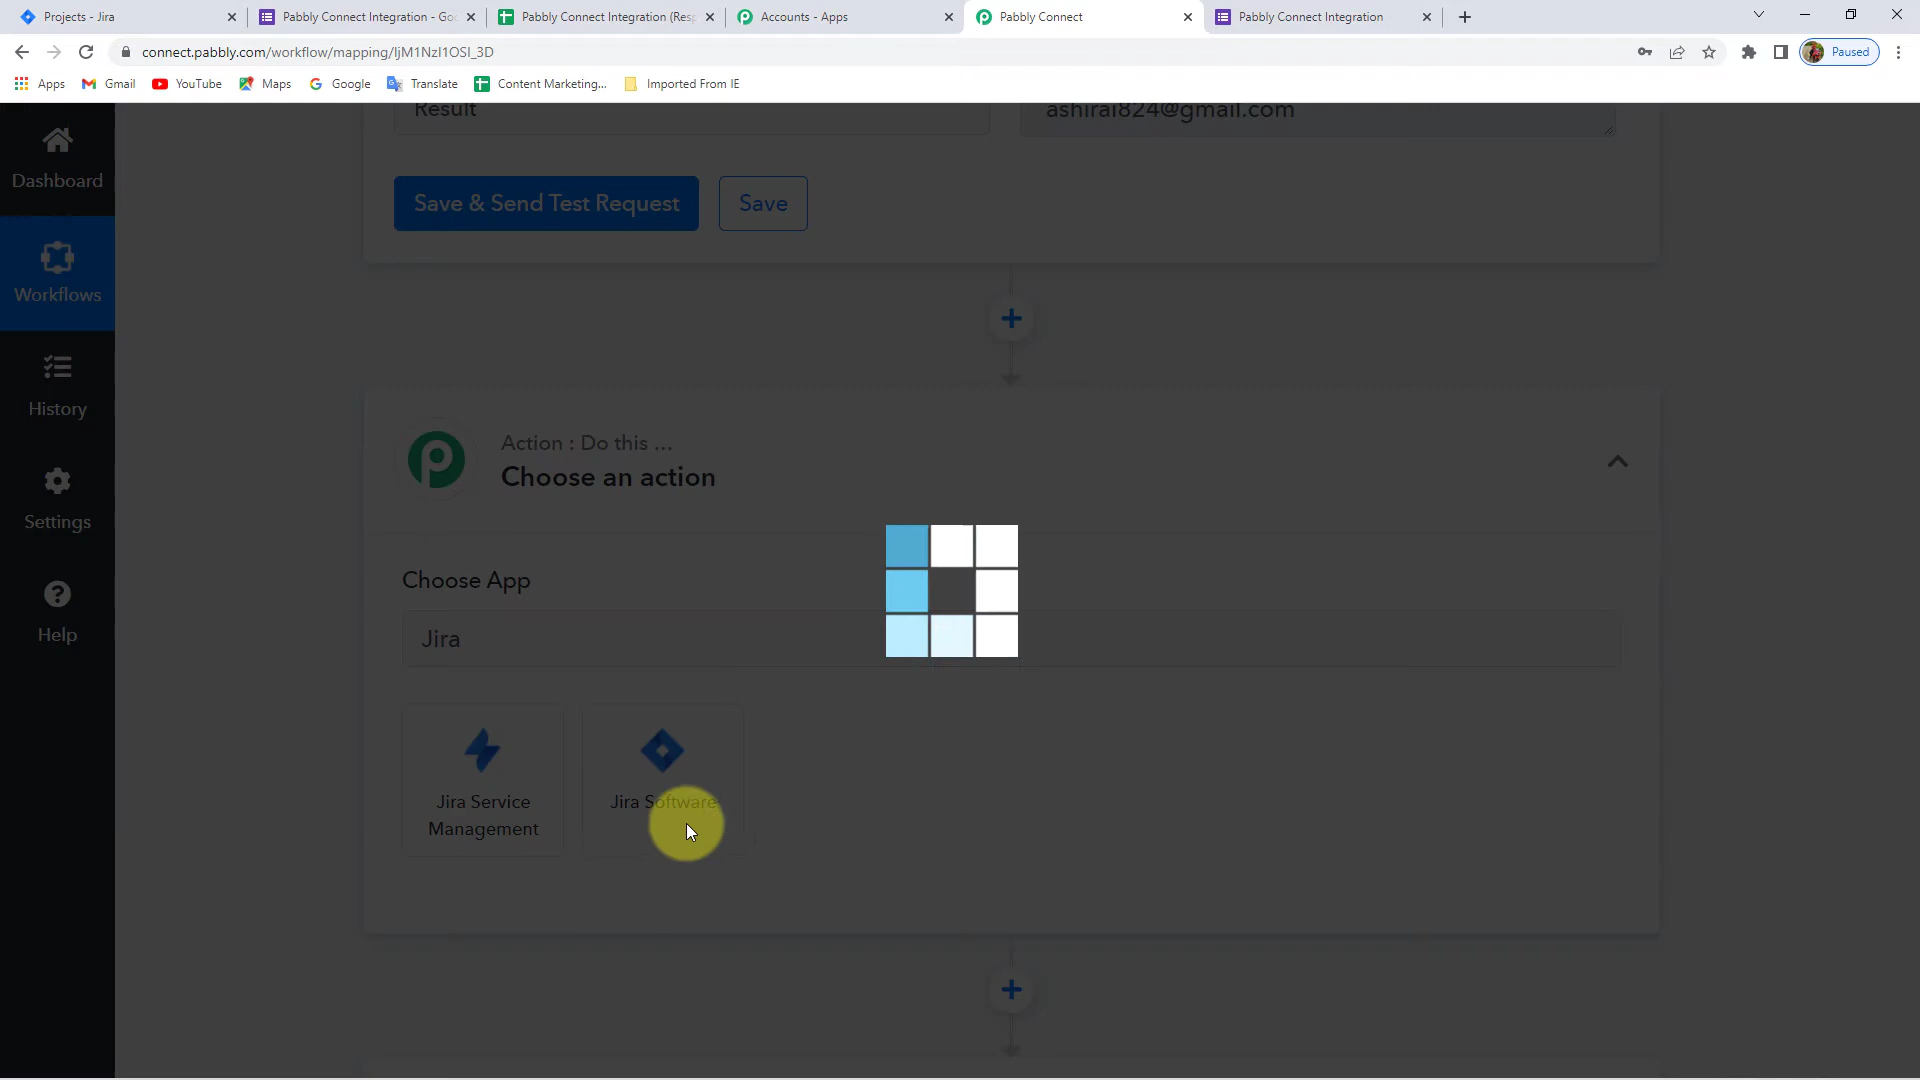 Projects - Jira
Pabbly Connect Integration - Goo
Pabbly Connect Integration (Resp
Accounts - Apps
Pabbly Connect
Pabbly Connect Integration
connect.pabbly.com/workflow/mapping/IjM1NzI1OSI_3D
Paused
Apps
Gmail
YouTube
Maps
Google
Translate
Content Marketing...
Imported From IE
Result
ashirai824@gmail.com
Dashboard
Save & Send Test Request
Save
Workflows
History
Action : Do this ...
Choose an action
Settings
Choose App
Help
Jira
Jira Service
Management
Jira Software